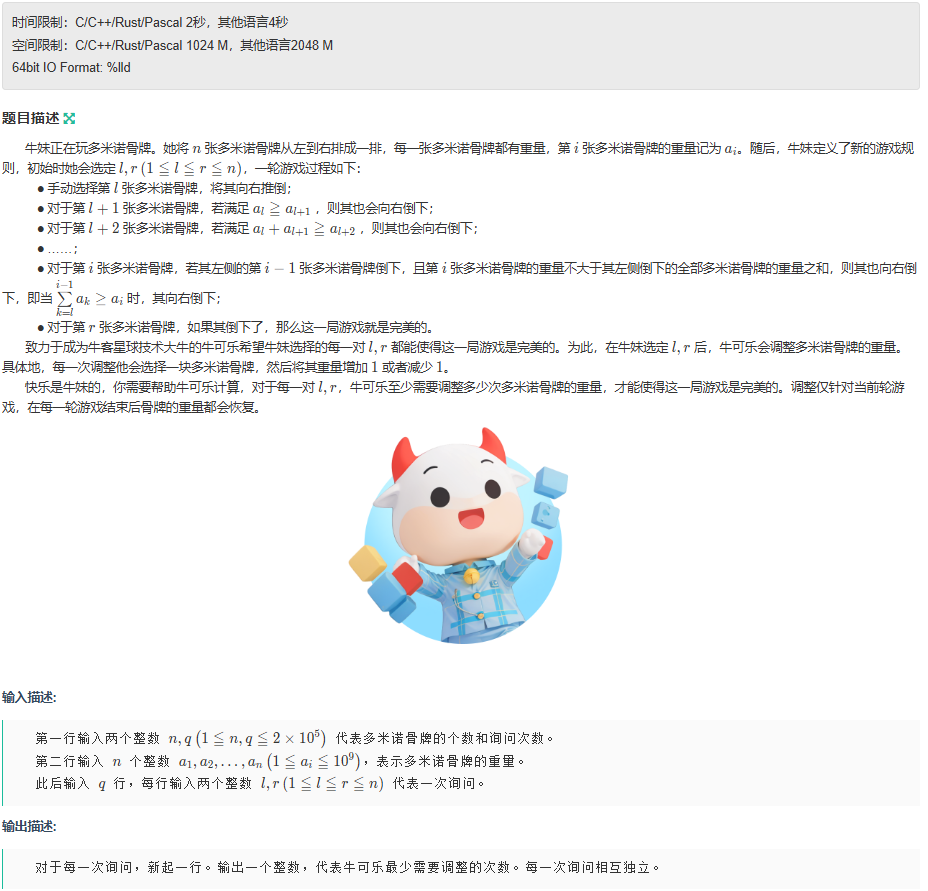 时间限制：C/C++/Rust/Pascal 2秒，其他语言4秒
空间限制：C/C++/Rust/Pascal 1024 M，其他语言2048 M
64bit IO Format: %lld
题目描述
牛妹正在玩多米诺骨牌。她将 n 张多米诺骨牌从左到右排成一排，每一张多米诺骨牌都有重量，第 i 张多米诺骨牌的重量记为 a_i。随后，牛妹定义了新的游戏规
则，初始时她会选定 l, r (1 ≦ l ≦ r ≦ n)，一轮游戏过程如下：
● 手动选择第 l 张多米诺骨牌，将其向右推倒；
● 对于第 l + 1 张多米诺骨牌，若满足 a_l ≧ a_{l+1} ，则其也会向右倒下；
● 对于第 l + 2 张多米诺骨牌，若满足 a_l + a_{l+1} ≧ a_{l+2} ，则其也会向右倒下；
● ……；
● 对于第 i 张多米诺骨牌，若其左侧的第 i − 1 张多米诺骨牌倒下，且第 i 张多米诺骨牌的重量不大于其左侧倒下的全部多米诺骨牌的重量之和，则其也向右倒
下，即当 \sum_{k=l}^{i-1} a_k ≥ a_i 时，其向右倒下；
● 对于第 r 张多米诺骨牌，如果其倒下了，那么这一局游戏就是完美的。
致力于成为牛客星球技术大牛的牛可乐希望牛妹选择的每一对 l, r 都能使得这一局游戏是完美的。为此，在牛妹选定 l, r 后，牛可乐会调整多米诺骨牌的重量。
具体地，每一次调整他会选择一块多米诺骨牌，然后将其重量增加 1 或者减少 1。
快乐是牛妹的，你需要帮助牛可乐计算，对于每一对 l, r，牛可乐至少需要调整多少次多米诺骨牌的重量，才能使得这一局游戏是完美的。调整仅针对当前轮游
戏，在每一轮游戏结束后骨牌的重量都会恢复。
输入描述:
第一行输入两个整数 n, q (1 ≦ n, q ≦ 2 × 10^5) 代表多米诺骨牌的个数和询问次数。
第二行输入 n 个整数 a_1, a_2, . . . , a_n (1 ≦ a_i ≦ 10^9)，表示多米诺骨牌的重量。
此后输入 q 行，每行输入两个整数 l, r (1 ≦ l ≦ r ≦ n) 代表一次询问。
输出描述:
对于每一次询问，新起一行。输出一个整数，代表牛可乐最少需要调整的次数。每一次询问相互独立。